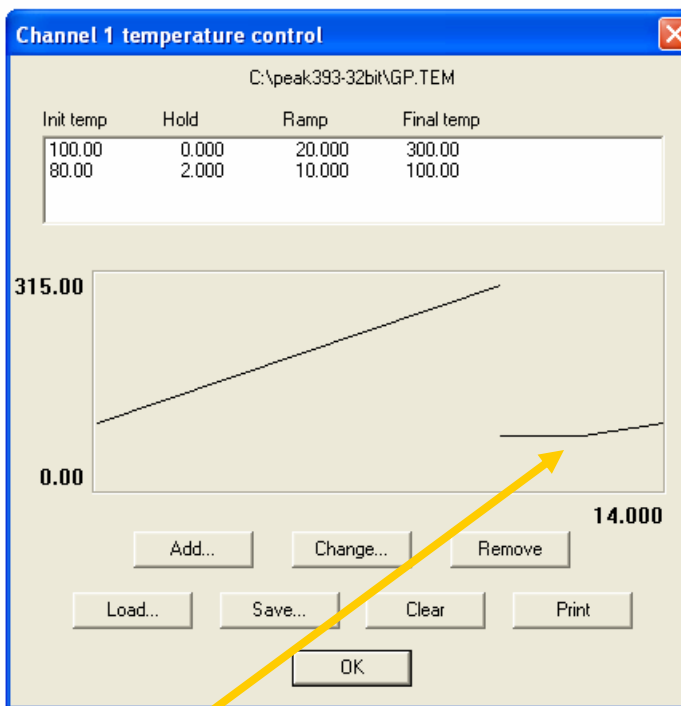 Channel 1 temperature control
C:\peak393-32bit\GP.TEM
Init temp Hold Ramp Final temp
100.00 0.000 20.000 300.00
80.00 2.000 10.000 100.00
315.00
0.00
14.000
Add... Change... Remove
Load... Save... Clear Print
OK